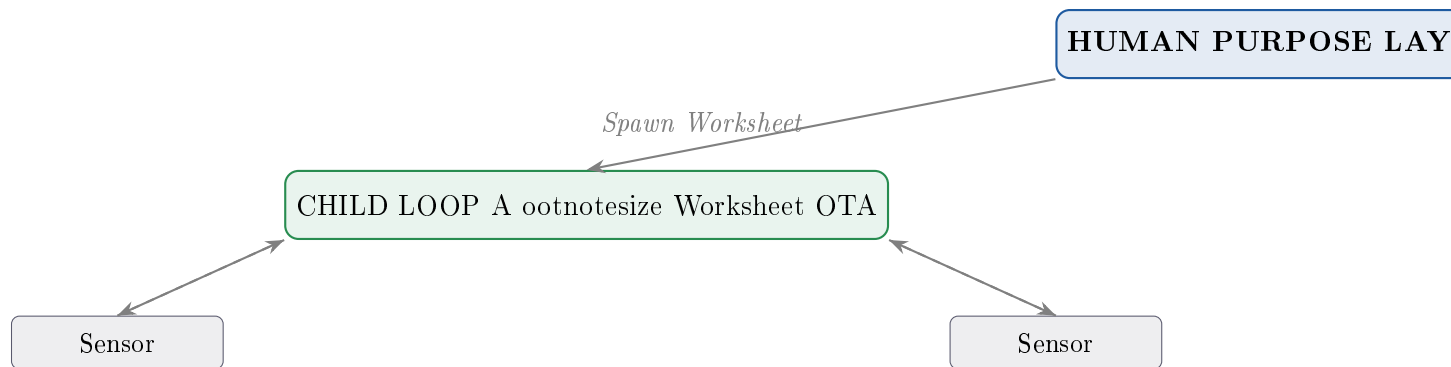 HUMAN PURPOSE LAY
Spawn Worksheet
CHILD LOOP A ootnotesize Worksheet OTA
Sensor
Sensor